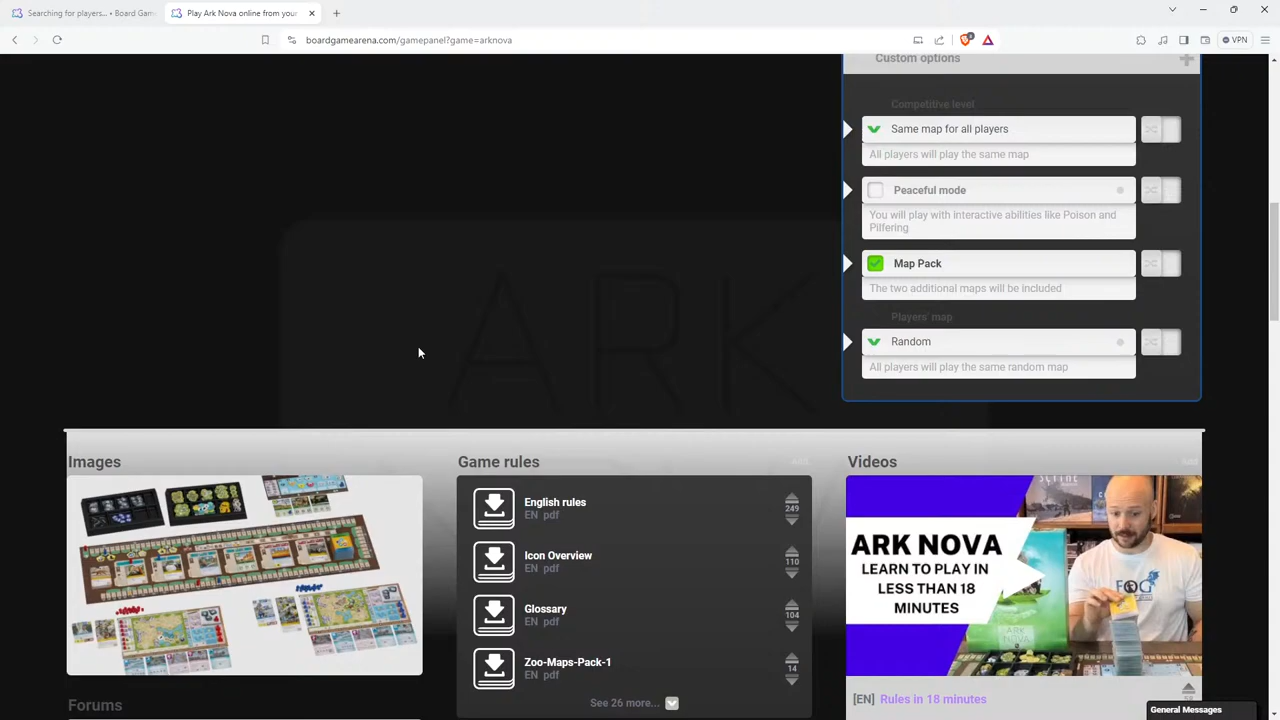 Searching for players... • Board Gam
Play Ark Nova online from your
boardgamearena.com/gamepanel?game=arknova
VPN
Custom options
Competitive level
Same map for all players
All players will play the same map
Peaceful mode
You will play with interactive abilities like Poison and
Pilfering
Map Pack
The two additional maps will be included
Players' map
Random
All players will play the same random map
ARK
Images
Game rules
Videos
English rules
EN pdf
249
Icon Overview
EN pdf
110
Glossary
EN pdf
104
Zoo-Maps-Pack-1
EN pdf
14
See 26 more...
SCYTHE
ARK NOVA
LEARN TO PLAY IN
LESS THAN 18
MINUTES
ARK
NOVA
[EN] Rules in 18 minutes
Forums
General Messages